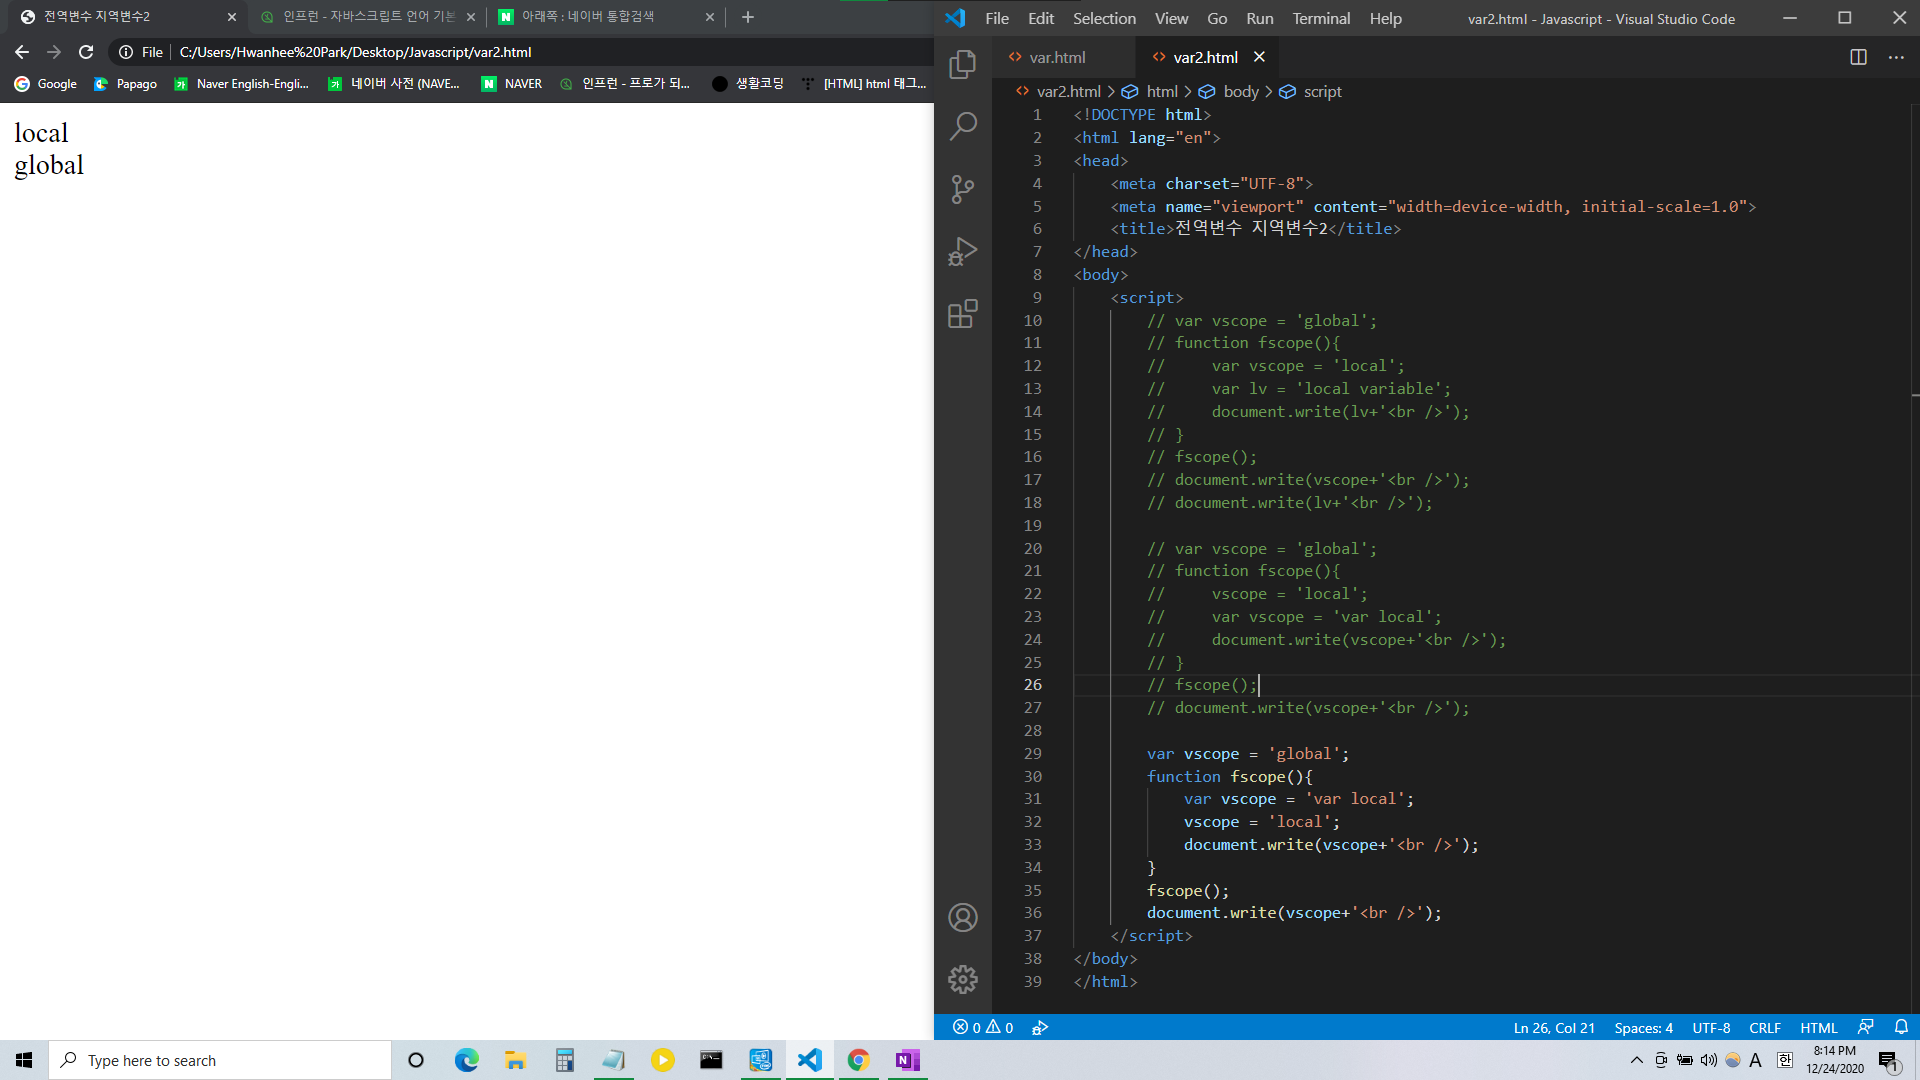 전역변수 지역변수2
인프런 - 자바스크립트 언어 기본
아래쪽 : 네이버 통합검색
File C:/Users/Hwanhee%20Park/Desktop/Javascript/var2.html
Google Papago Naver English-Engli... 네이버 사전 (NAVE... NAVER 인프런 - 프로가 되... 생활코딩 [HTML] html 태그...
local
global
File Edit Selection View Go Run Terminal Help var2.html - Javascript - Visual Studio Code
var.html var2.html
var2.html > html > body > script
1 <!DOCTYPE html>
2 <html lang="en">
3 <head>
4 <meta charset="UTF-8">
5 <meta name="viewport" content="width=device-width, initial-scale=1.0">
6 <title>전역변수 지역변수2</title>
7 </head>
8 <body>
9 <script>
10 // var vscope = 'global';
11 // function fscope(){
12 //     var vscope = 'local';
13 //     var lv = 'local variable';
14 //     document.write(lv+'<br />');
15 // }
16 // fscope();
17 // document.write(vscope+'<br />');
18 // document.write(lv+'<br />');
19
20 // var vscope = 'global';
21 // function fscope(){
22 //     vscope = 'local';
23 //     var vscope = 'var local';
24 //     document.write(vscope+'<br />');
25 // }
26 // fscope();
27 // document.write(vscope+'<br />');
28
29 var vscope = 'global';
30 function fscope(){
31 var vscope = 'var local';
32 vscope = 'local';
33 document.write(vscope+'<br />');
34 }
35 fscope();
36 document.write(vscope+'<br />');
37 </script>
38 </body>
39 </html>
0 0 Ln 26, Col 21 Spaces: 4 UTF-8 CRLF HTML
Type here to search
A 한 8:14 PM
12/24/2020
1